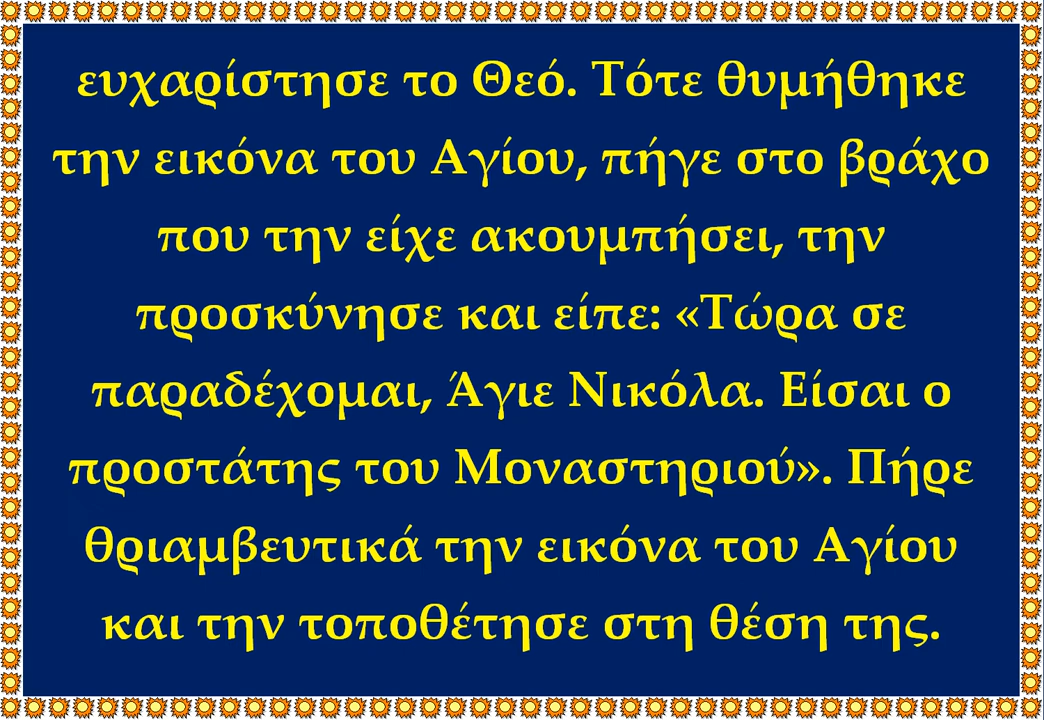 ευχαρίστησε το Θεό. Τότε θυμήθηκε
την εικόνα του Αγίου, πήγε στο βράχο
που την είχε ακουμπήσει, την
προσκύνησε και είπε: «Τώρα σε
παραδέχομαι, Άγιε Νικόλα. Είσαι ο
προστάτης του Μοναστηριού». Πήρε
θριαμβευτικά την εικόνα του Αγίου
και την τοποθέτησε στη θέση της.